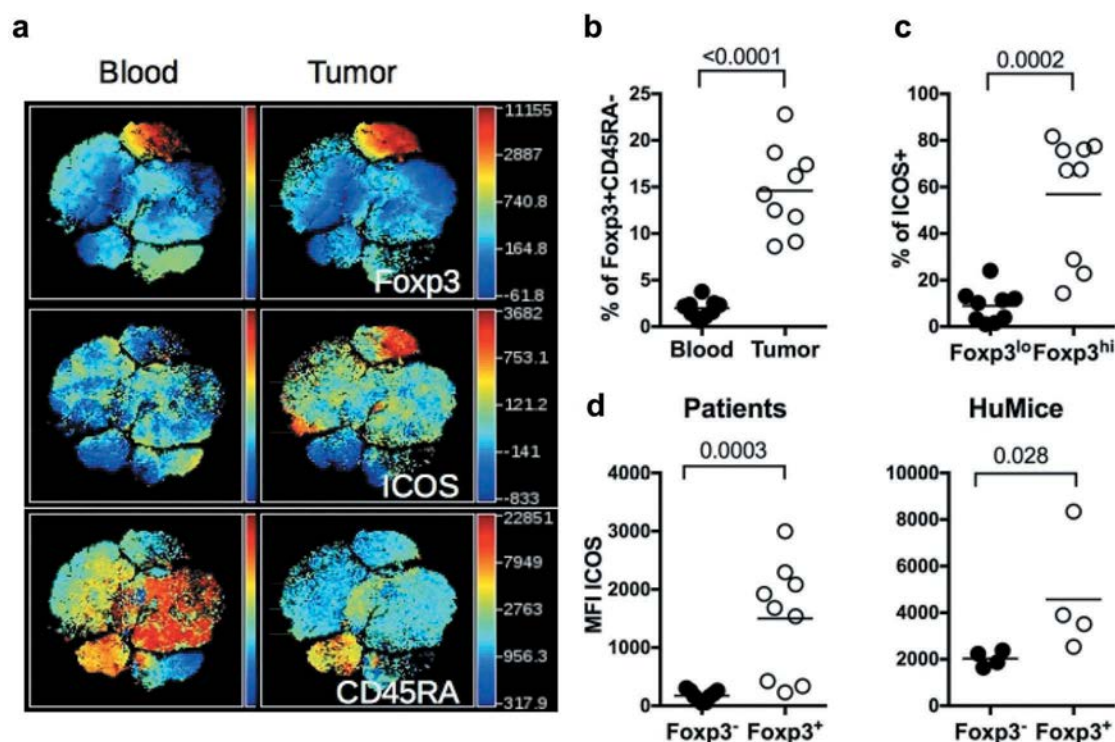 a
Blood
Tumor
11155
2887
740.8
164.8
-61.8
Foxp3
3682
753.1
121.2
-141
-833
ICOS
22851
7949
2763
956.3
317.9
CD45RA
b
<0.0001
% of Foxp3+CD45RA-
25
20
15
10
5
0
Blood
Tumor
c
0.0002
% of ICOS+
100
80
60
40
20
0
Foxp3lo
Foxp3hi
d
Patients
0.0003
MFI ICOS
4000
3000
2000
1000
0
Foxp3-
Foxp3+
HuMice
0.028
10000
8000
6000
4000
2000
0
Foxp3-
Foxp3+